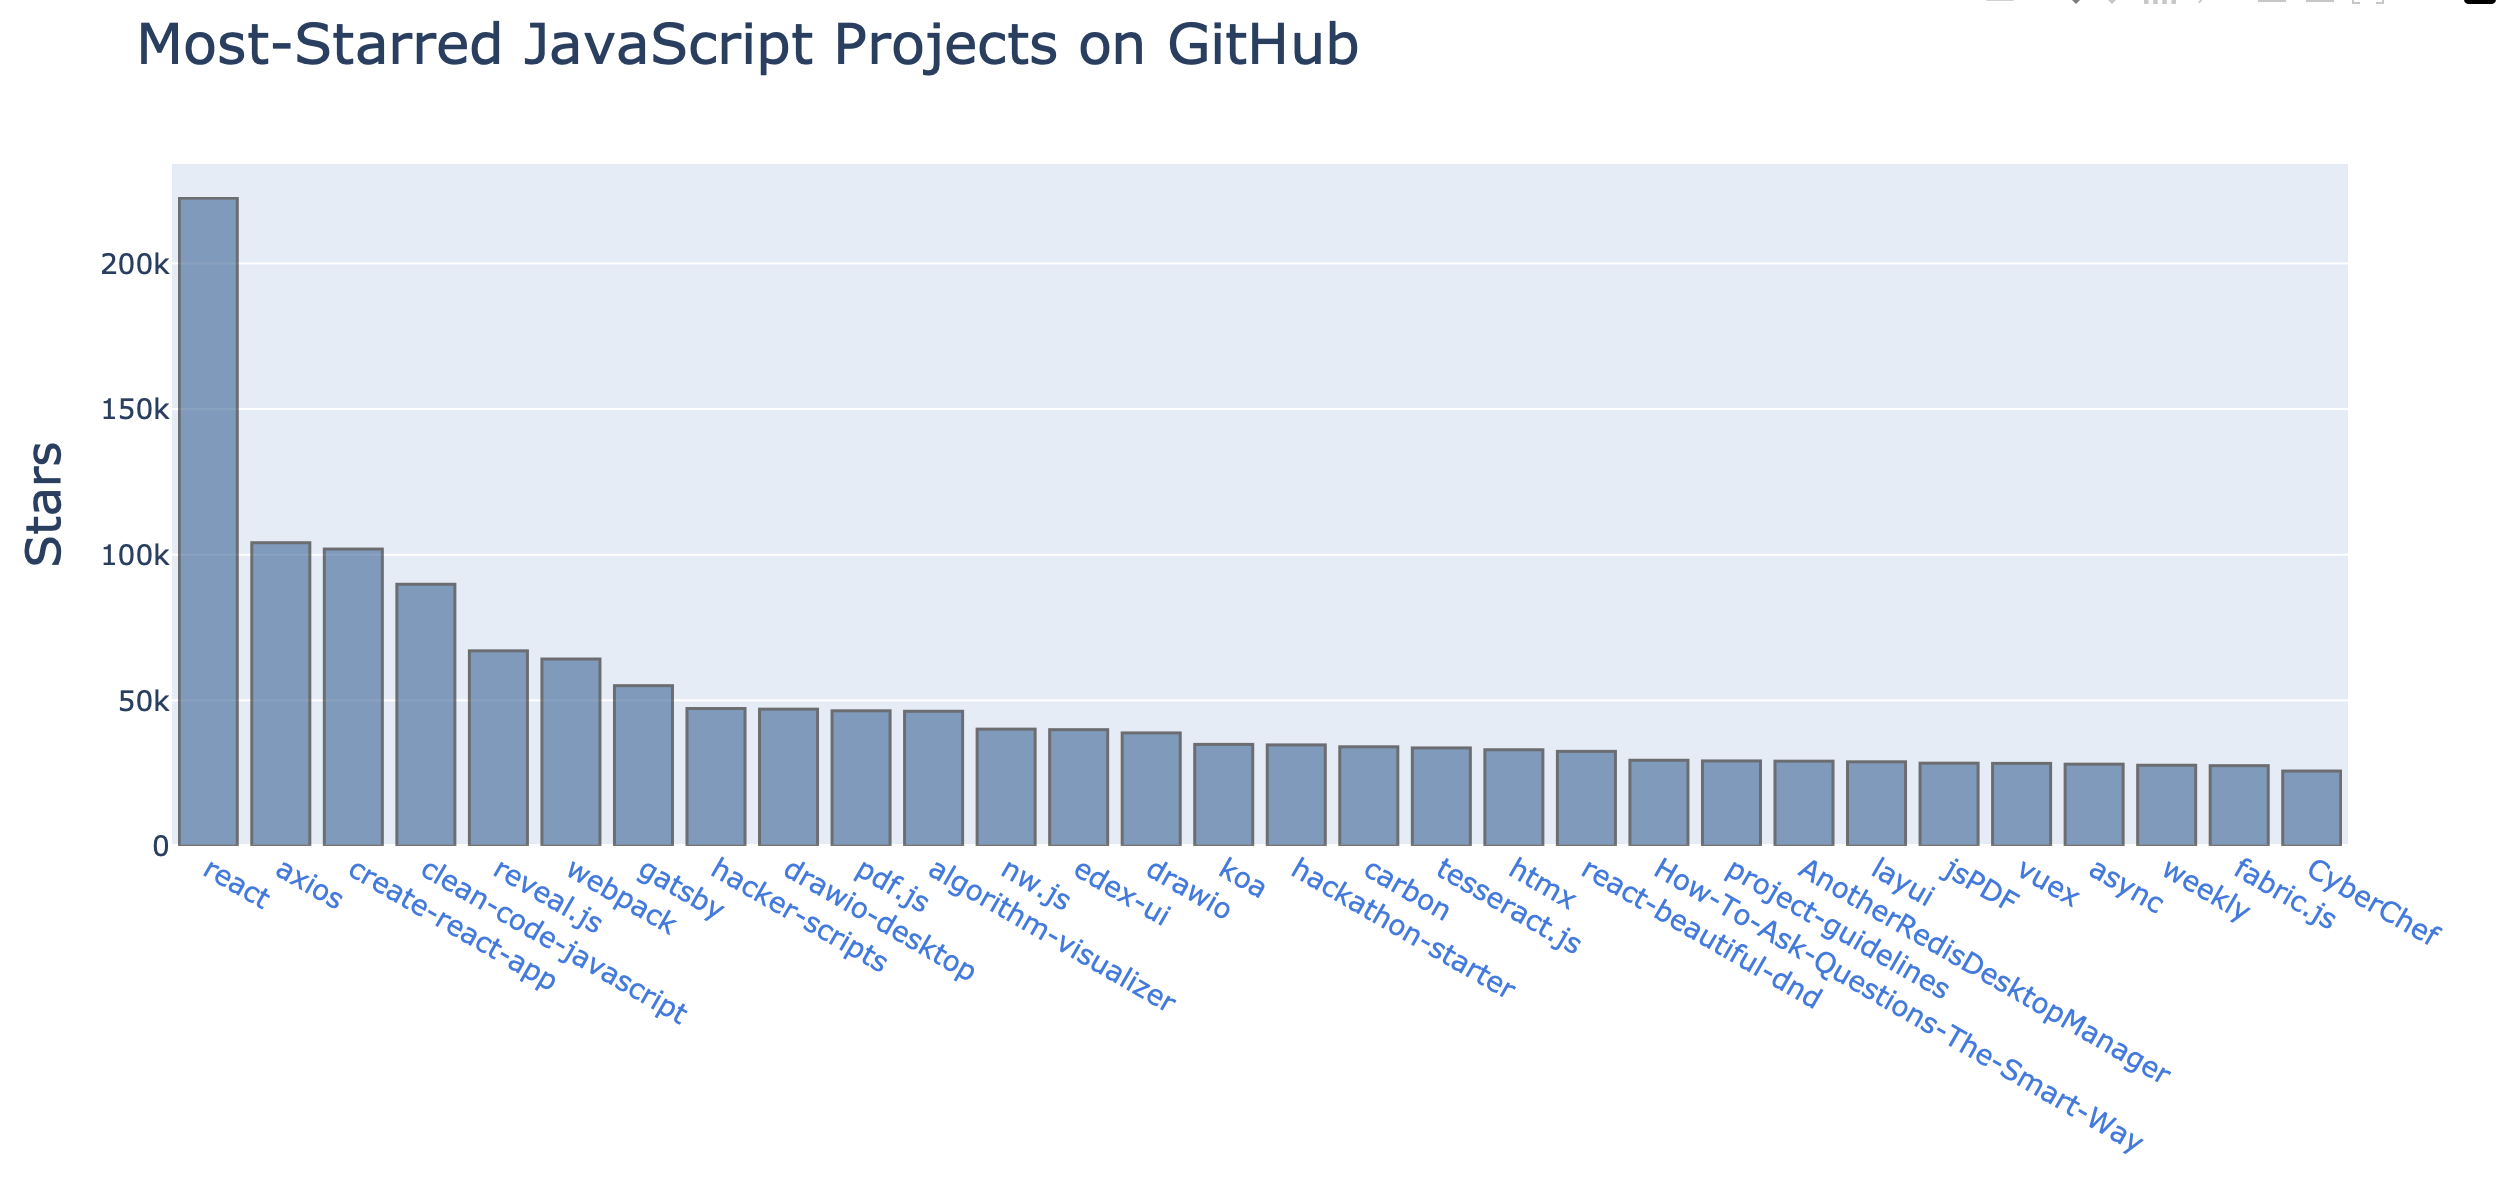 Most-Starred JavaScript Projects on GitHub
Stars
200k
150k
100k
50k
0
react
axios
create-react-app
clean-code-javascript
reveal.js
webpack
gatsby
hacker-scripts
drawio-desktop
pdf.js
algorithm-visualizer
nw.js
edex-ui
drawio
koa
hackathon-starter
carbon
tesseract.js
htmx
react-beautiful-dnd
How-To-Ask-Questions-The-Smart-Way
project-guidelines
AnotherRedisDesktopManager
layui
jsPDF
vuex
async
weekly
fabric.js
CyberChef